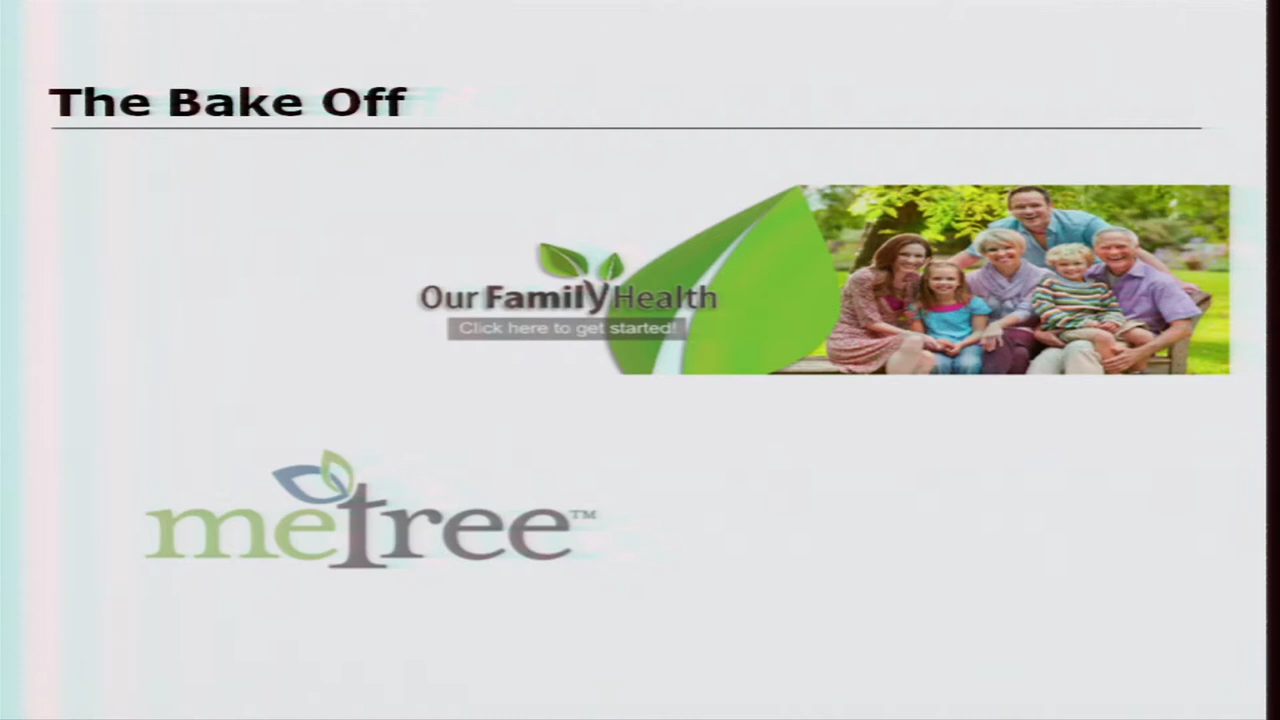 The Bake Off
Our Family Health
Click here to get started!
metree™